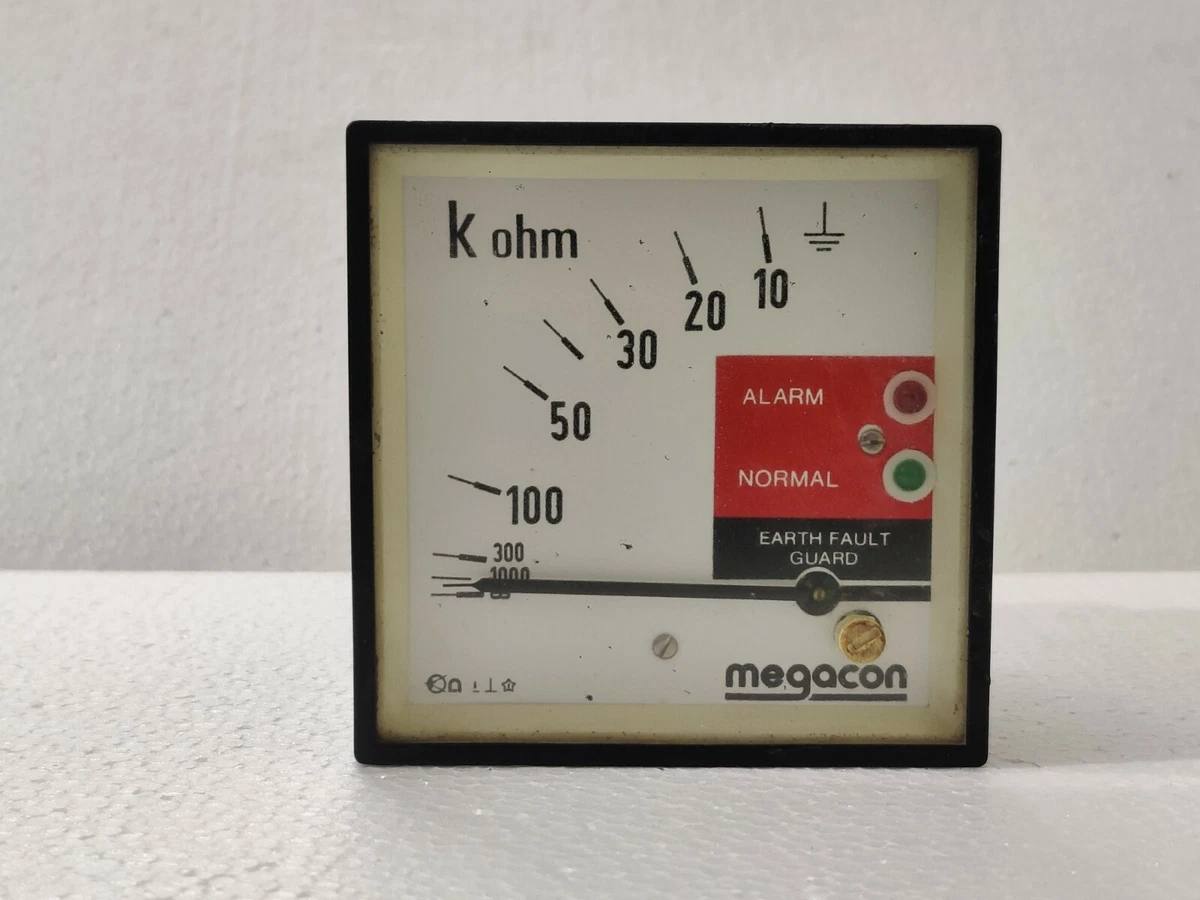 k ohm
10
20
30
50
100
300
1000
∞
ALARM
NORMAL
EARTH FAULT
GUARD
megacon